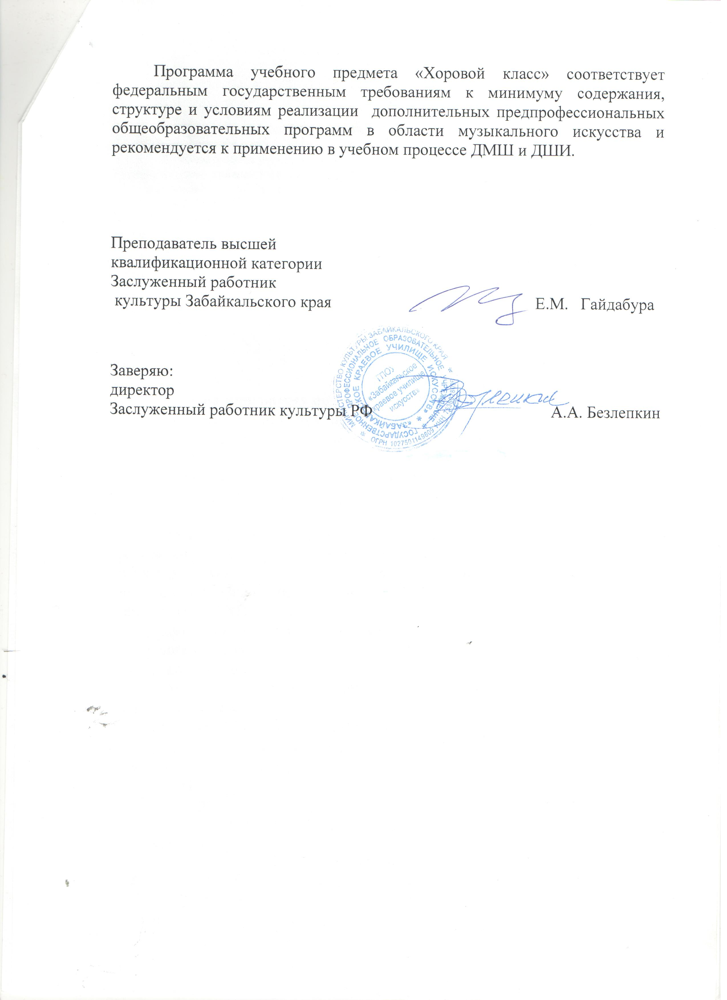 Программа учебного предмета «Хоровой класс» соответствует
федеральным государственным требованиям к минимуму содержания,
структуре и условиям реализации дополнительных предпрофессиональных
общеобразовательных программ в области музыкального искусства и
рекомендуется к применению в учебном процессе ДМШ и ДШИ.
Преподаватель высшей
квалификационной категории
Заслуженный работник
культуры Забайкальского края Е.М. Гайдабура
МИНИСТЕРСТВО КУЛЬТУРЫ ЗАБАЙКАЛЬСКОГО КРАЯ
ОГРН 1027501149609 ИНН
ГОСУДАРСТВЕННОЕ ПРОФЕССИОНАЛЬНОЕ ОБРАЗОВАТЕЛЬНОЕ УЧРЕЖДЕНИЕ
«ЗАБАЙКАЛЬСКОЕ КРАЕВОЕ УЧИЛИЩЕ ИСКУССТВ»
ГПОУ
«Забайкальское
краевое училище
искусств»
Заверяю:
директор
Заслуженный работник культуры РФ А.А. Безлепкин